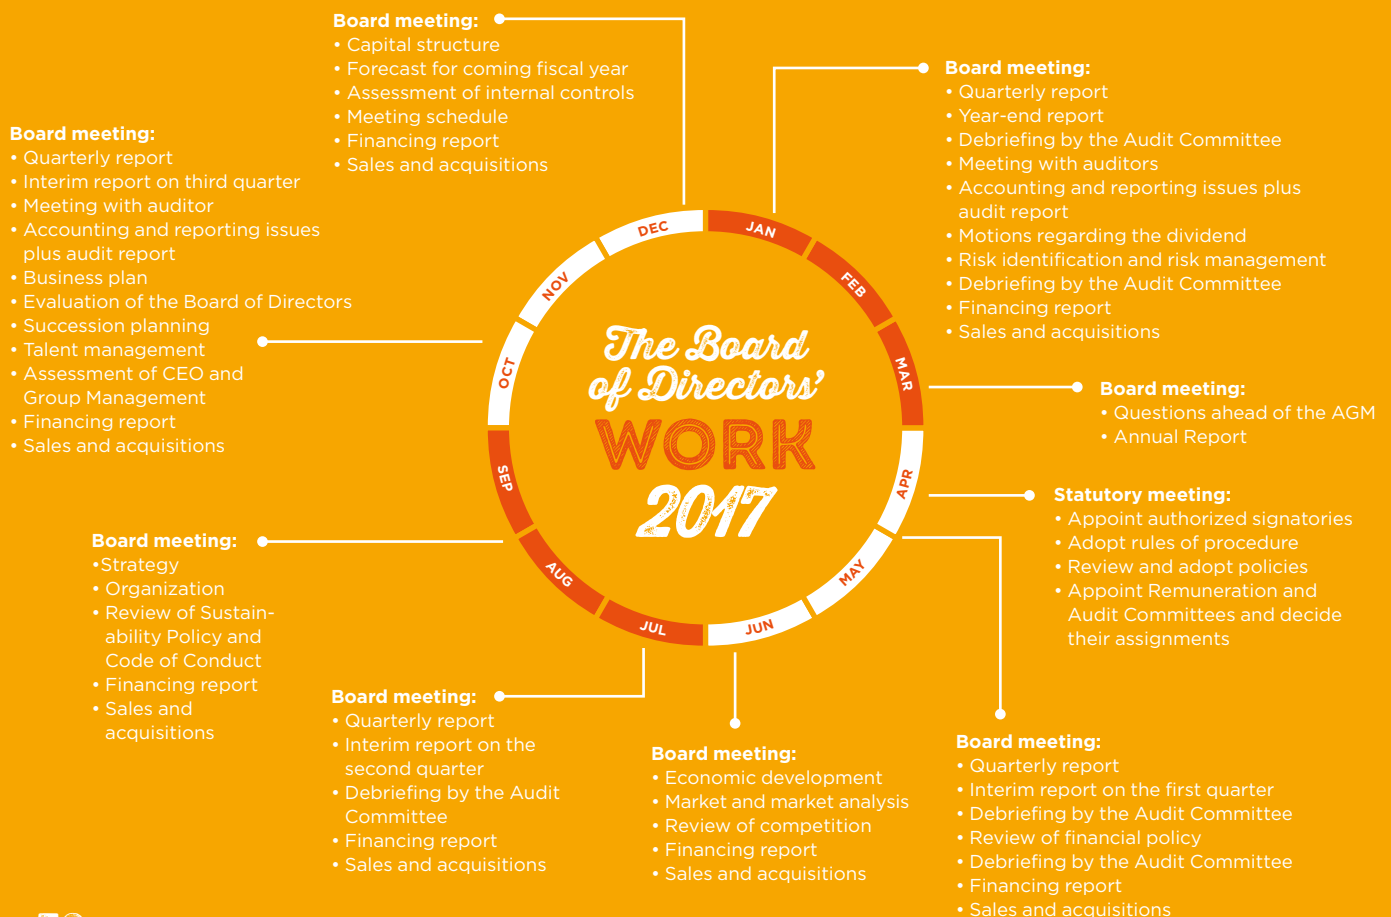 Board meeting:
• Capital structure
• Forecast for coming fiscal year
• Assessment of internal controls
• Meeting schedule
• Financing report
• Sales and acquisitions
Board meeting:
• Quarterly report
• Year-end report
• Debriefing by the Audit Committee
• Meeting with auditors
• Accounting and reporting issues plus
audit report
• Motions regarding the dividend
• Risk identification and risk management
• Debriefing by the Audit Committee
• Financing report
• Sales and acquisitions
Board meeting:
• Quarterly report
• Interim report on third quarter
• Meeting with auditor
• Accounting and reporting issues
plus audit report
• Business plan
• Evaluation of the Board of Directors
• Succession planning
• Talent management
• Assessment of CEO and
Group Management
• Financing report
• Sales and acquisitions
JAN
FEB
MAR
APR
MAY
JUN
JUL
AUG
SEP
OCT
NOV
DEC
The Board
of Directors'
WORK
2017
Board meeting:
• Questions ahead of the AGM
• Annual Report
Statutory meeting:
• Appoint authorized signatories
• Adopt rules of procedure
• Review and adopt policies
• Appoint Remuneration and
Audit Committees and decide
their assignments
Board meeting:
•Strategy
• Organization
• Review of Sustain-
ability Policy and
Code of Conduct
• Financing report
• Sales and
acquisitions
Board meeting:
• Quarterly report
• Interim report on the
second quarter
• Debriefing by the Audit
Committee
• Financing report
• Sales and acquisitions
Board meeting:
• Economic development
• Market and market analysis
• Review of competition
• Financing report
• Sales and acquisitions
Board meeting:
• Quarterly report
• Interim report on the first quarter
• Debriefing by the Audit Committee
• Review of financial policy
• Debriefing by the Audit Committee
• Financing report
• Sales and acquisitions